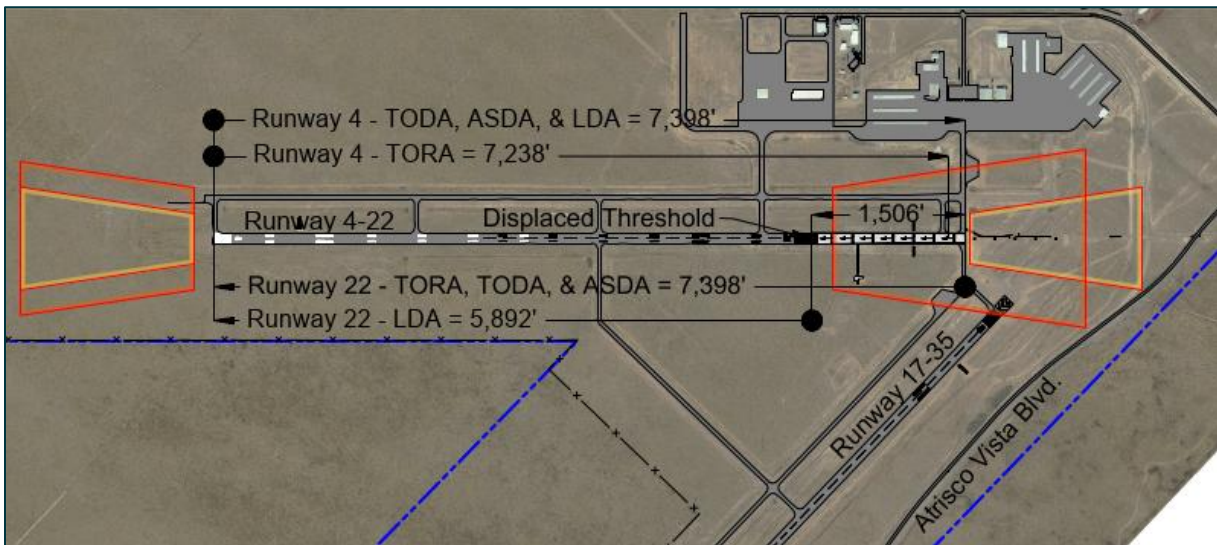 Runway 4 - TODA, ASDA, & LDA = 7,398'
Runway 4 - TORA = 7,238'
Runway 4-22
Displaced Threshold
1,506'
Runway 22 - TORA, TODA, & ASDA = 7,398'
Runway 22 - LDA = 5,892'
Runway 17-35
Atrisco Vista Blvd.